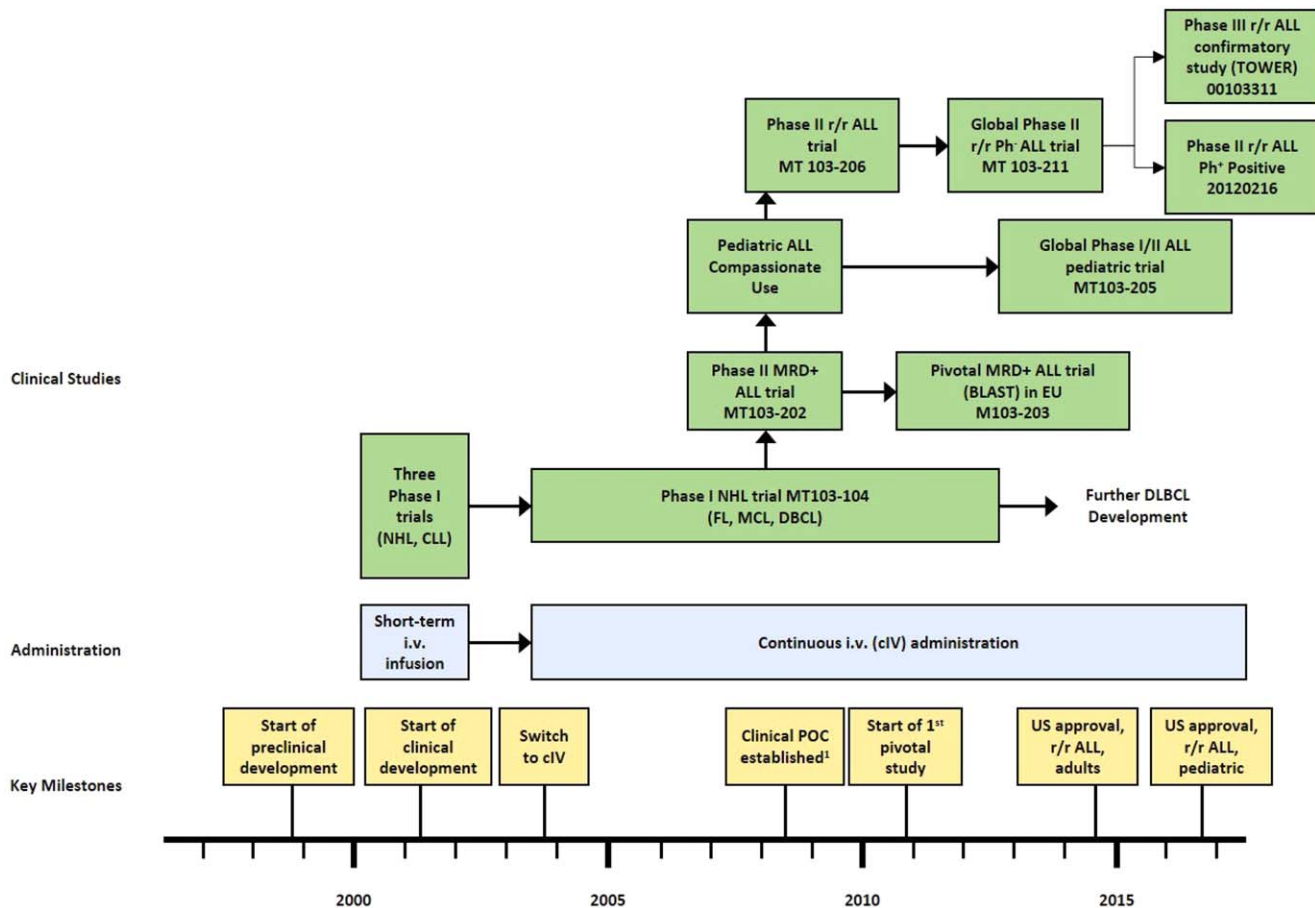 Phase III r/r ALL
confirmatory
study (TOWER)
00103311
Phase II r/r ALL
trial
MT 103-206
Global Phase II
r/r Ph⁻ ALL trial
MT 103-211
Phase II r/r ALL
Ph⁺ Positive
20120216
Pediatric ALL
Compassionate
Use
Global Phase I/II ALL
pediatric trial
MT103-205
Clinical Studies
Phase II MRD+
ALL trial
MT103-202
Pivotal MRD+ ALL trial
(BLAST) in EU
M103-203
Three
Phase I
trials
(NHL, CLL)
Phase I NHL trial MT103-104
(FL, MCL, DBCL)
Further DLBCL
Development
Administration
Short-term
i.v.
infusion
Continuous i.v. (cIV) administration
Key Milestones
Start of
preclinical
development
Start of
clinical
development
Switch
to cIV
Clinical POC
established¹
Start of 1ˢᵗ
pivotal
study
US approval,
r/r ALL,
adults
US approval,
r/r ALL,
pediatric
2000
2005
2010
2015